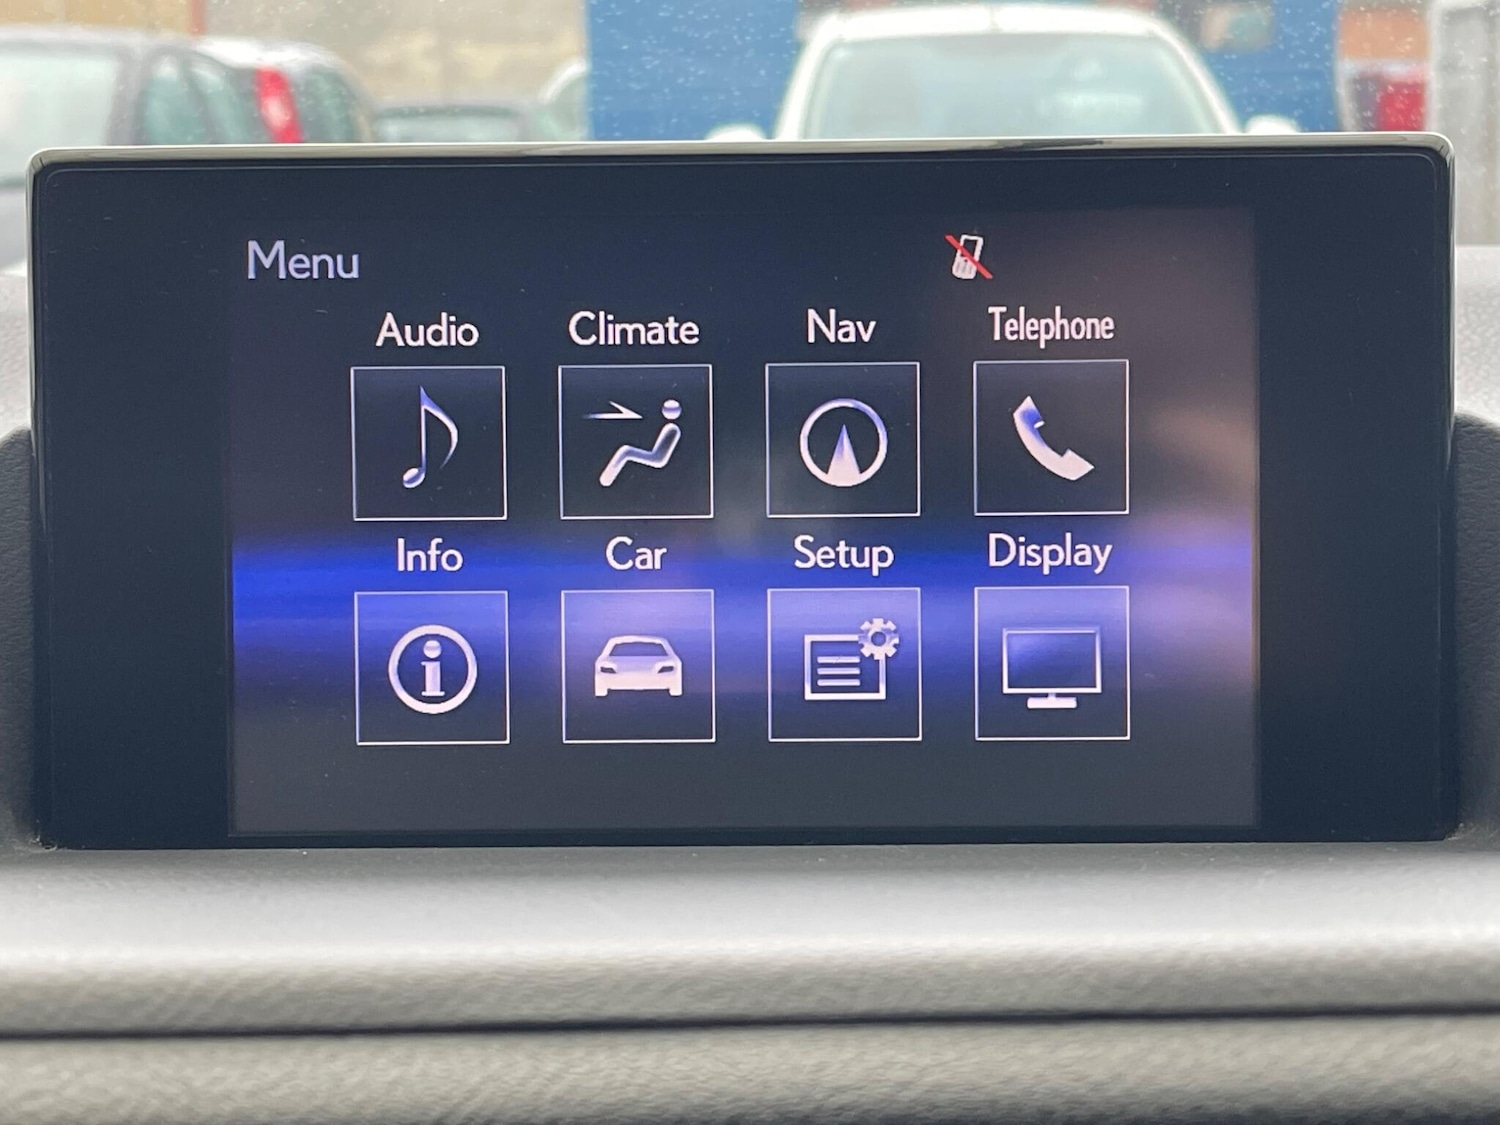 Menu
Audio Climate Nav Telephone
Info Car Setup Display